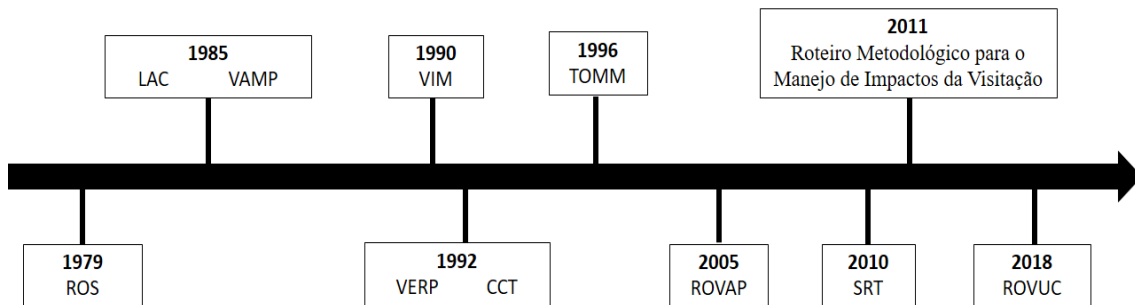 1985
LAC VAMP
1990
VIM
1996
TOMM
2011
Roteiro Metodológico para o
Manejo de Impactos da Visitação
1979
ROS
1992
VERP CCT
2005
ROVAP
2010
SRT
2018
ROVUC